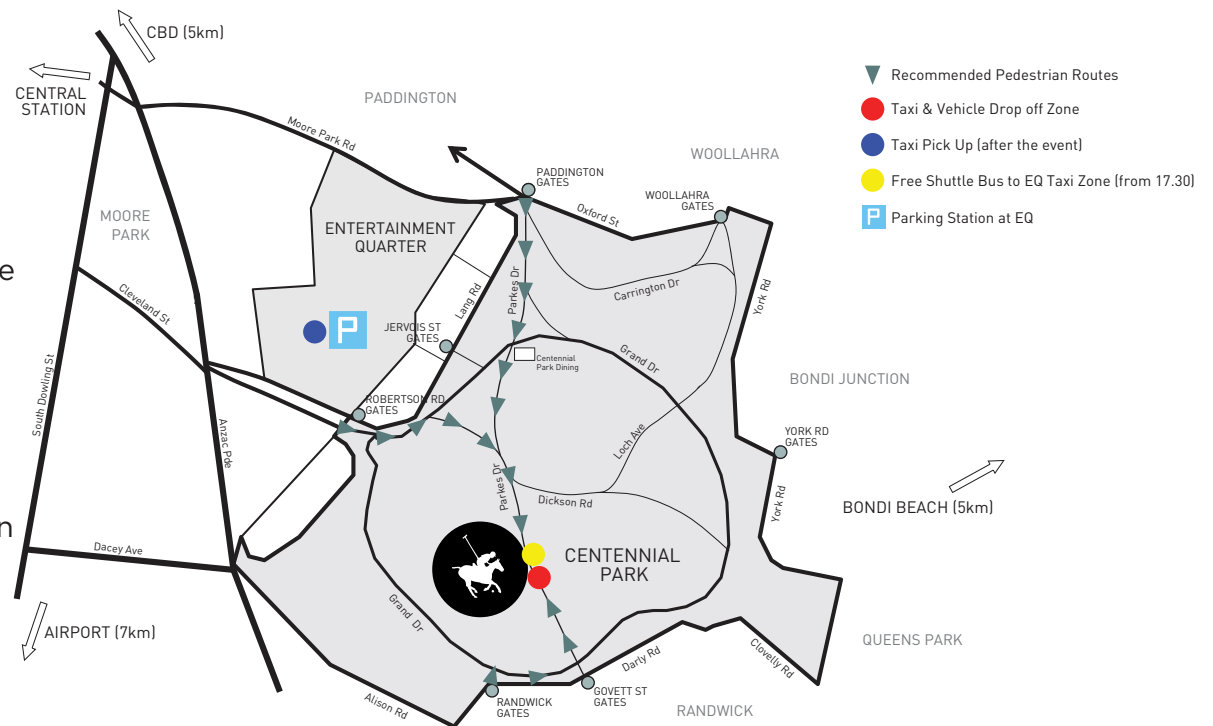 CBD (5km)
CENTRAL
STATION
PADDINGTON
Moore Park Rd
WOOLLAHRA
PADDINGTON
GATES
WOOLLAHRA
GATES
Oxford St
MOORE
PARK
ENTERTAINMENT
QUARTER
e
Cleveland St
Lang Rd
Parkes Dr
Carrington Dr
York Rd
P
JERVOIS ST
GATES
Centennial
Park Dining
Grand Dr
BONDI JUNCTION
South Dowling St
ROBERTSON RD
GATES
Anzac Pde
Loch Ave
YORK RD
GATES
Parkes Dr
Dickson Rd
York Rd
BONDI BEACH (5km)
n
Dacey Ave
CENTENNIAL
PARK
Grand Dr
AIRPORT (7km)
QUEENS PARK
Darly Rd
Clovelly Rd
Alison Rd
RANDWICK
GATES
GOVETT ST
GATES
RANDWICK
Recommended Pedestrian Routes
Taxi & Vehicle Drop off Zone
Taxi Pick Up (after the event)
Free Shuttle Bus to EQ Taxi Zone (from 17.30)
P
Parking Station at EQ